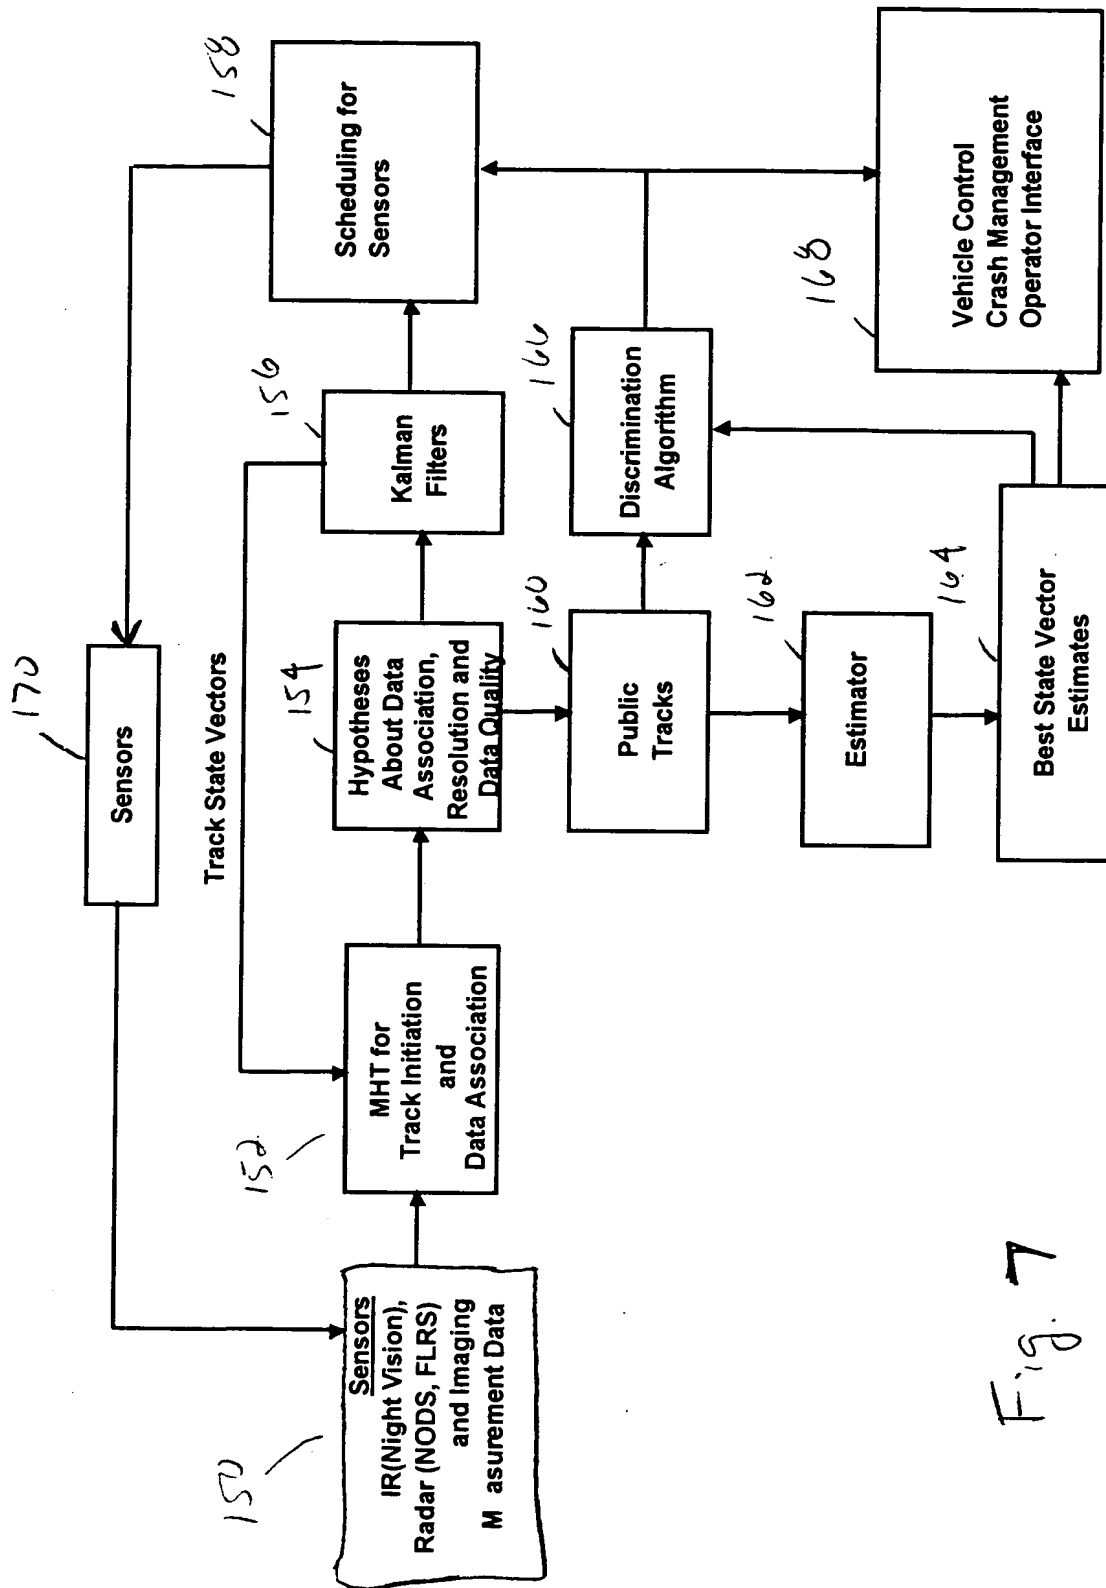 170
Sensors
158
Scheduling for
Sensors
Track State Vectors
156
Kalman
Filters
154
Hypotheses
About Data
Association,
Resolution and
Data Quality
152
MHT for
Track Initiation
and
Data Association
150
Sensors
IR(Night Vision),
Radar (NODS, FLRS)
and Imaging
M asurement Data
160
Public
Tracks
166
Discrimination
Algorithm
162
Estimator
164
Best State Vector
Estimates
168
Vehicle Control
Crash Management
Operator Interface
Fig. 7